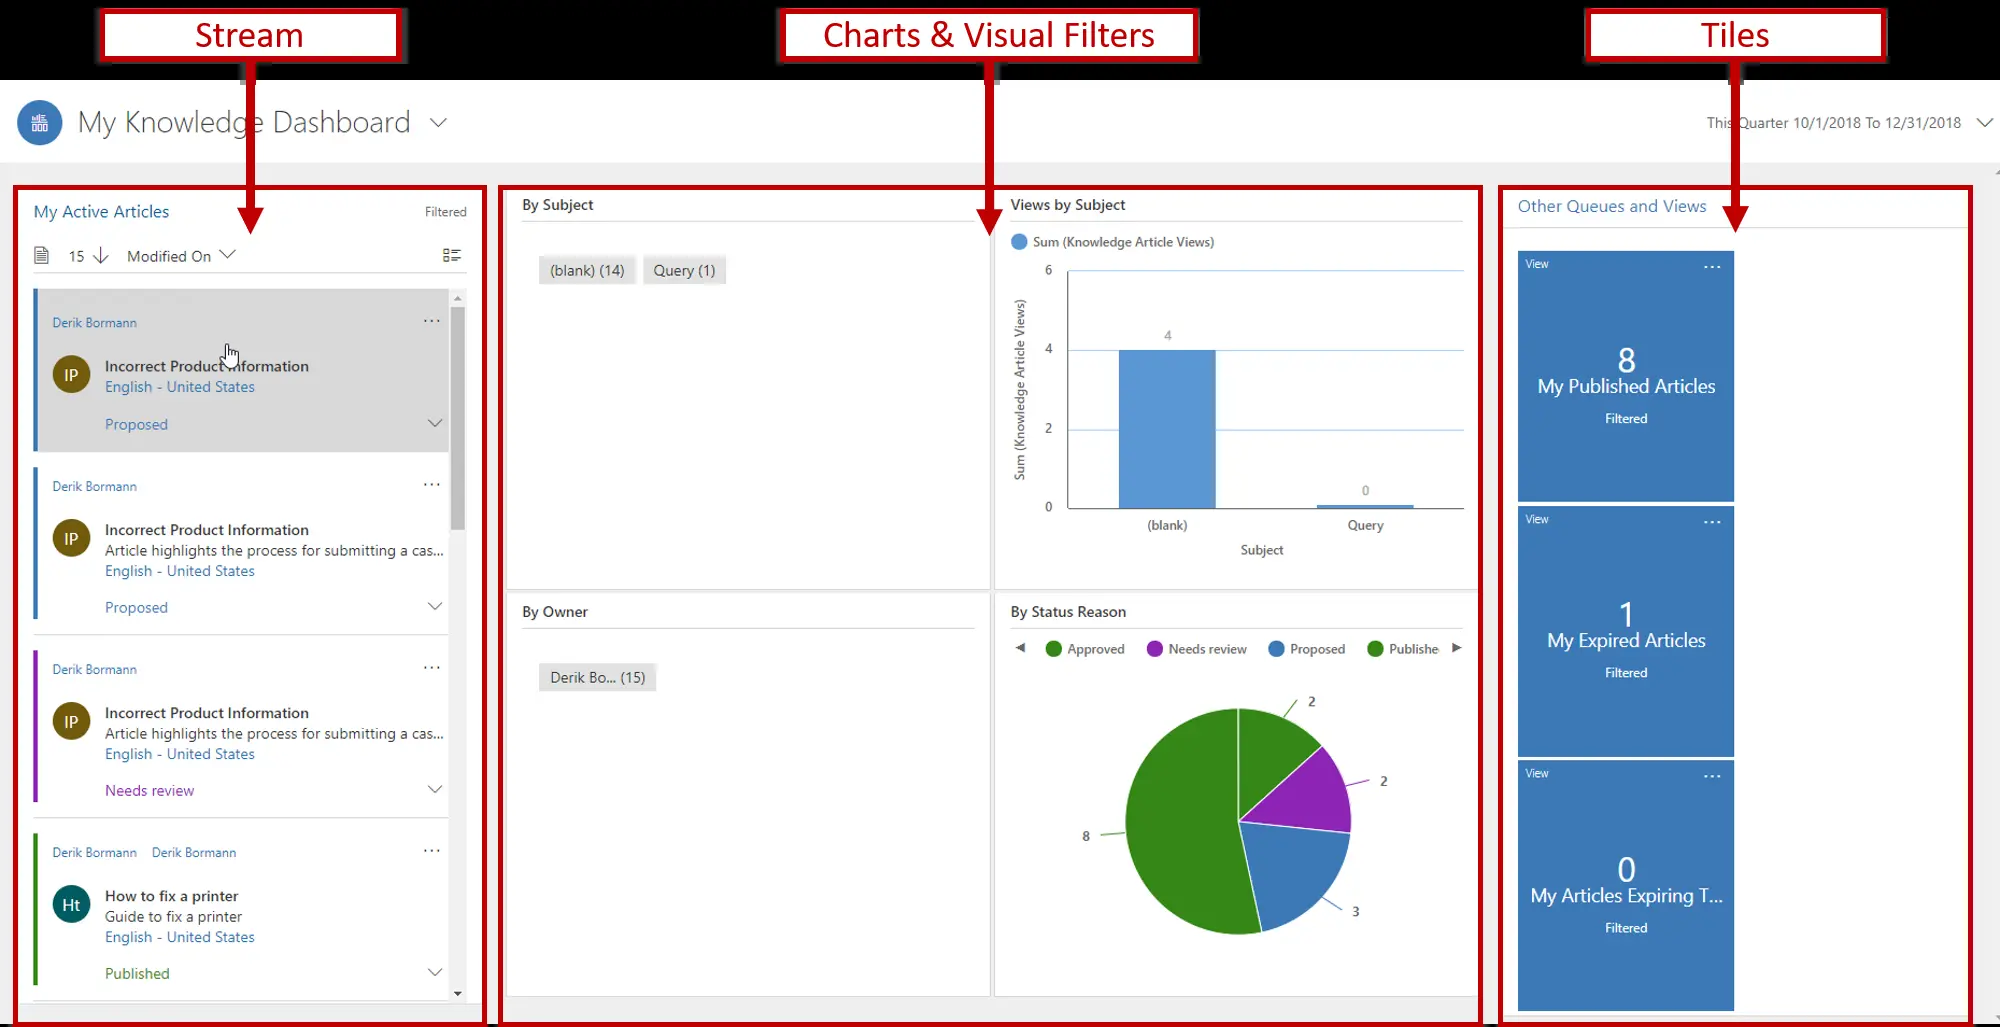 Stream
Charts & Visual Filters
Tiles
My Knowledge Dashboard
This Quarter 10/1/2018 To 12/31/2018
My Active Articles
Filtered
15
Modified On
Derik Bormann
...
IP
Incorrect Product Information
English - United States
Proposed
Derik Bormann
...
IP
Incorrect Product Information
Article highlights the process for submitting a cas...
English - United States
Proposed
Derik Bormann
...
IP
Incorrect Product Information
Article highlights the process for submitting a cas...
English - United States
Needs review
Derik Bormann Derik Bormann
...
Ht
How to fix a printer
Guide to fix a printer
English - United States
Published
By Subject
(blank) (14)
Query (1)
Views by Subject
Sum (Knowledge Article Views)
Sum (Knowledge Article Views)
6
4
2
0
4
0
(blank)
Query
Subject
By Owner
Derik Bo... (15)
By Status Reason
Approved
Needs review
Proposed
Publishe
2
2
3
8
Other Queues and Views
View
...
8
My Published Articles
Filtered
View
...
1
My Expired Articles
Filtered
View
...
0
My Articles Expiring T...
Filtered